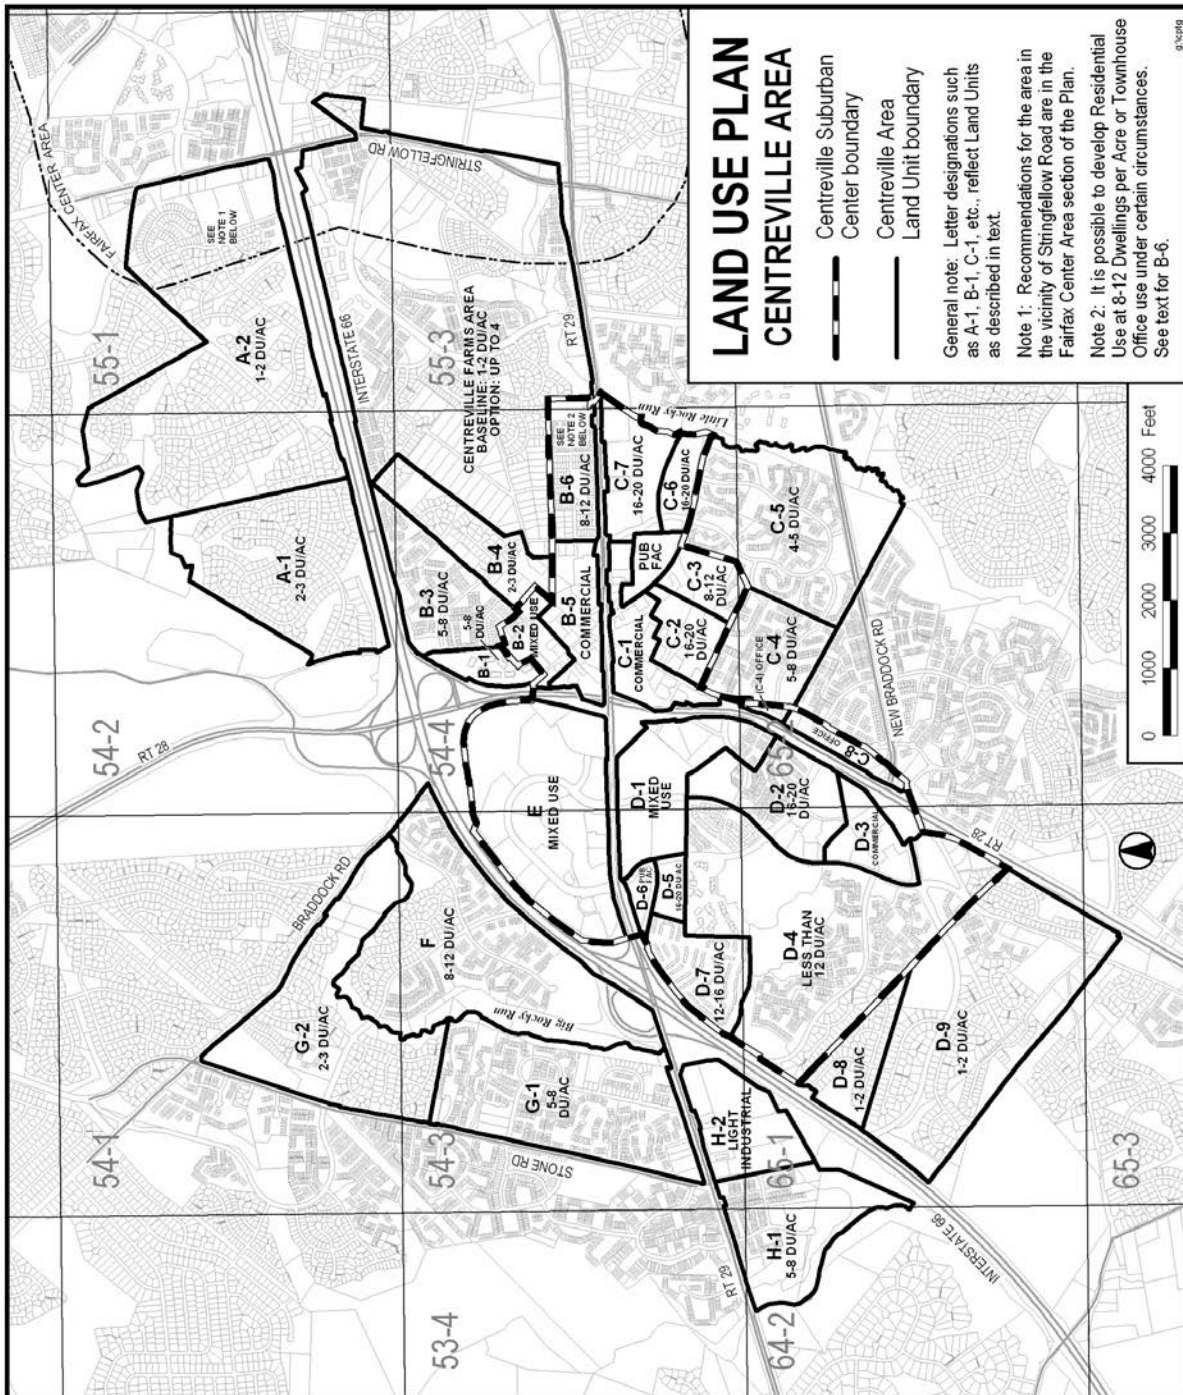 LAND USE PLAN
CENTREVILLE AREA
Centreville Suburban
Center boundary
Centreville Area
Land Unit boundary
General note: Letter designations such
as A-1, B-1, C-1, etc., reflect Land Units
as described in text.
Note 1: Recommendations for the area in
the vicinity of Stringfellow Road are in the
Fairfax Center Area section of the Plan.
Note 2: It is possible to develop Residential
Use at 8-12 Dwellings per Acre or Townhouse
Office use under certain circumstances.
See text for B-6.
0 1000 2000 3000 4000 Feet
54-1
54-2
55-1
53-4
54-3
54-4
55-3
64-2
65-1
65-
65-3
FAIRFAX CENTER AREA
STRINGFELLOW RD
INTERSTATE 66
RT 29
RT 28
BRADDOCK RD
STONE RD
Big Rocky Run
Little Rocky Run
NEW BRADDOCK RD
RT 28
RT 29
INTERSTATE 66
SEE
NOTE 1
BELOW
A-2
1-2 DU/AC
A-1
2-3 DU/AC
CENTREVILLE FARMS AREA
BASELINE: 1-2 DU/AC
OPTION: UP TO 4
B-3
5-8 DU/AC
5-8
DU/AC
B-1
B-2
MIXED USE
B-4
2-3 DU/AC
B-5
COMMERCIAL
B-6
8-12 DU/AC
SEE
NOTE 2
BELOW
C-7
16-20 DU/AC
C-6
16-20 DU/AC
PUB
FAC
C-1
COMMERCIAL
C-2
16-20
DU/AC
C-3
8-12
DU/AC
C-5
4-5 DU/AC
(C-4) OFFICE
C-4
5-8 DU/AC
C-8
OFFICE
E
MIXED USE
D-1
MIXED
USE
D-2
16-20
DU/AC
D-3
COMMERCIAL
D-6
PUB
FAC
D-5
16-20 DU/AC
D-7
12-16 DU/AC
D-4
LESS THAN
12 DU/AC
D-8
1-2 DU/AC
D-9
1-2 DU/AC
F
8-12 DU/AC
G-2
2-3 DU/AC
G-1
5-8
DU/AC
H-2
LIGHT
INDUSTRIAL
H-1
5-8 DU/AC